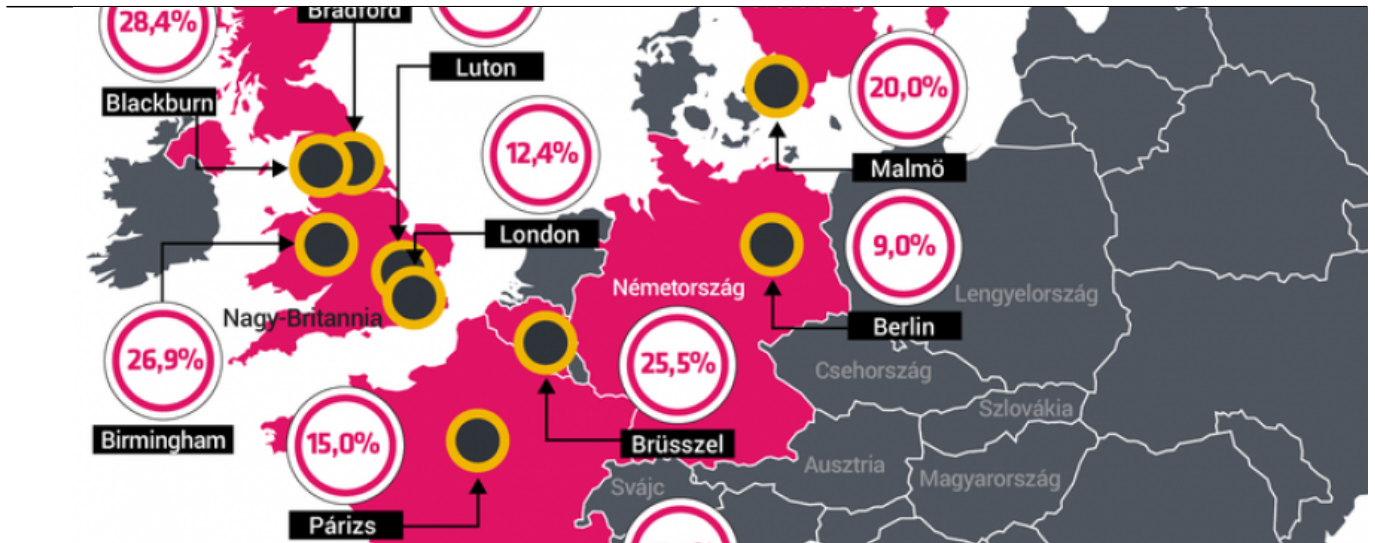 28,4%
Bradford
Luton
Blackburn
20,0%
12,4%
Malmö
London
9,0%
Németország
Lengyelország
Nagy-Britannia
Berlin
26,9%
25,5%
Csehország
Szlovákia
Birmingham
15,0%
Brüsszel
Ausztria
Magyarország
Svájc
Párizs